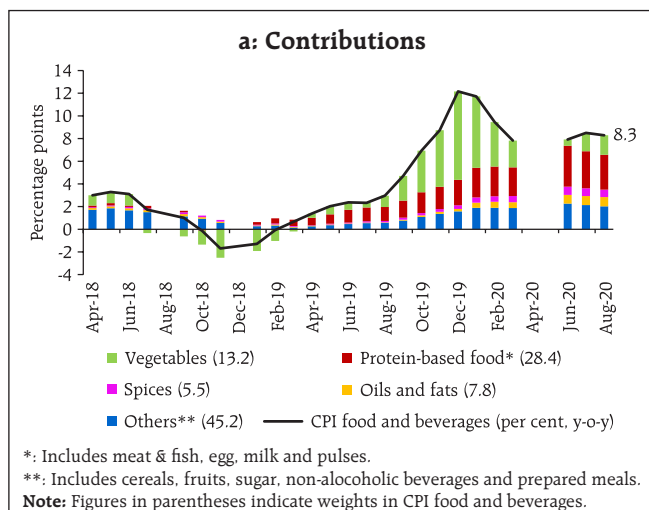 a: Contributions
Percentage points
14
12
10
8
6
4
2
0
-2
-4
8.3
Apr-18
Jun-18
Aug-18
Oct-18
Dec-18
Feb-19
Apr-19
Jun-19
Aug-19
Oct-19
Dec-19
Feb-20
Apr-20
Jun-20
Aug-20
Vegetables (13.2)
Protein-based food* (28.4)
Spices (5.5)
Oils and fats (7.8)
Others** (45.2)
CPI food and beverages (per cent, y-o-y)
*: Includes meat & fish, egg, milk and pulses.
**: Includes cereals, fruits, sugar, non-alocoholic beverages and prepared meals.
Note: Figures in parentheses indicate weights in CPI food and beverages.